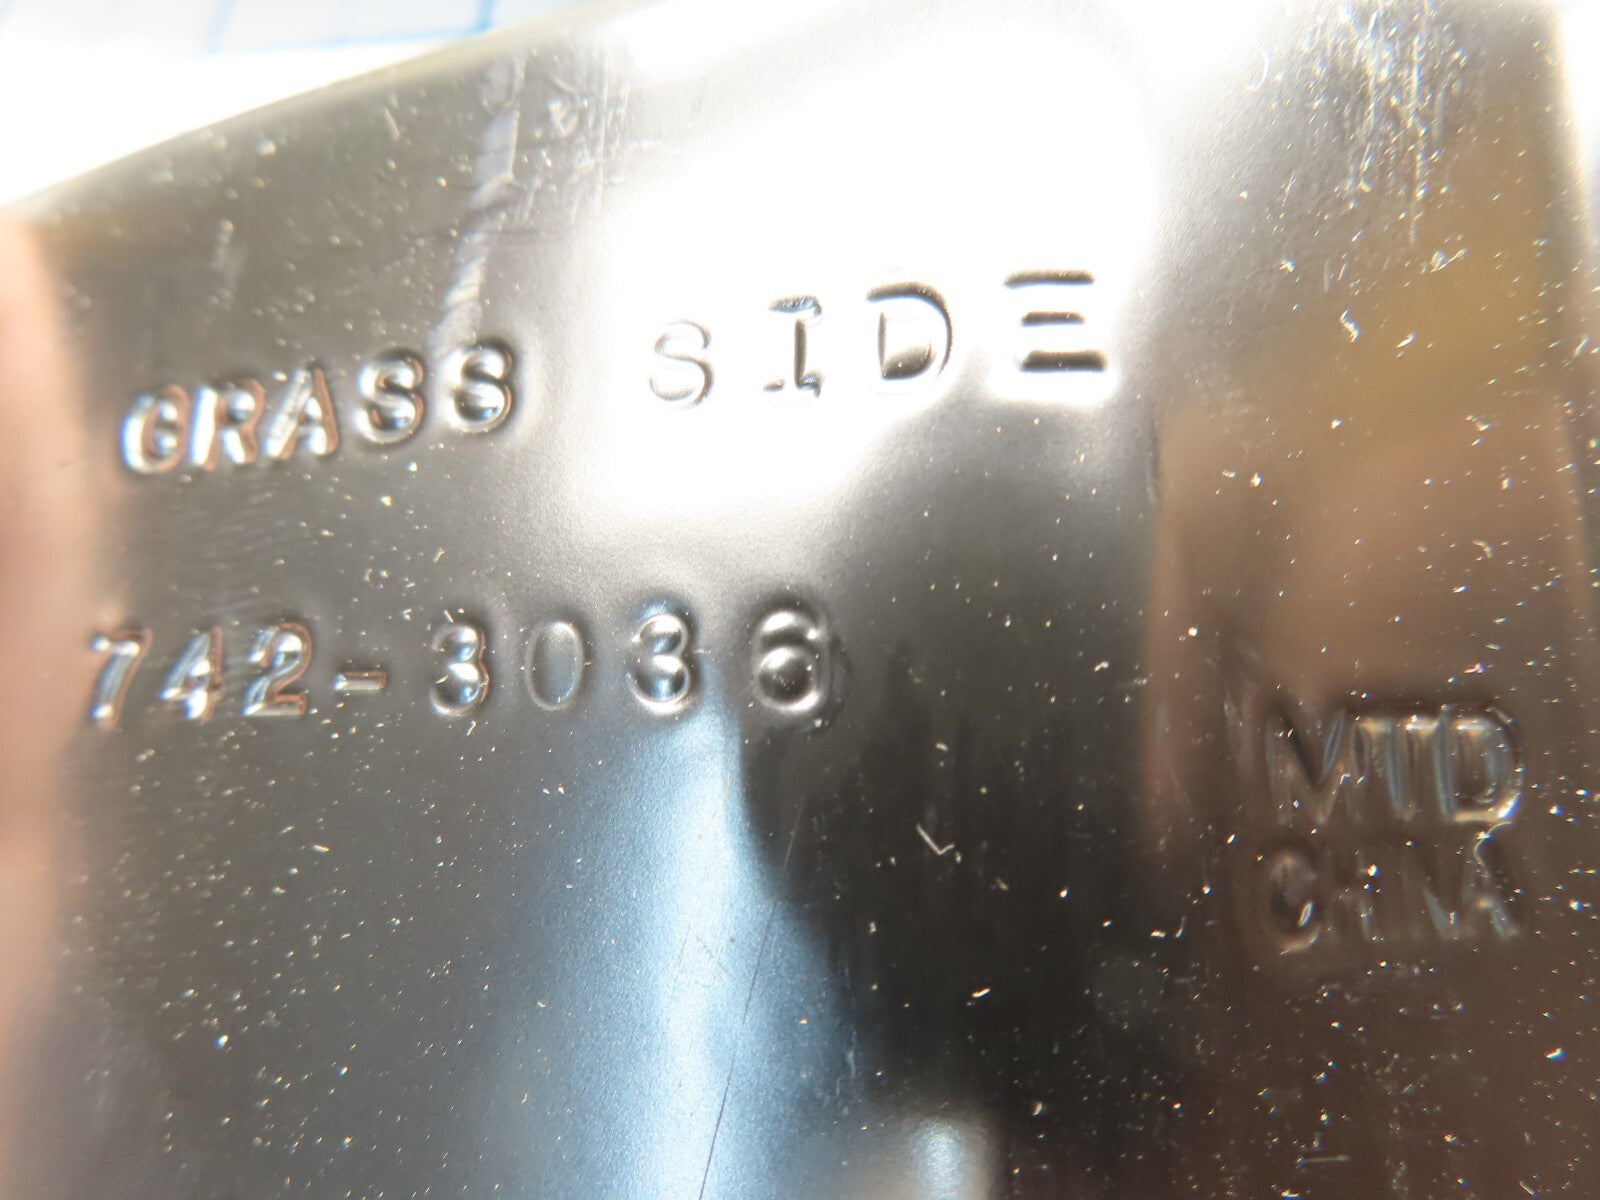 GRASS SIDE
742-3036
MTD
CHINA